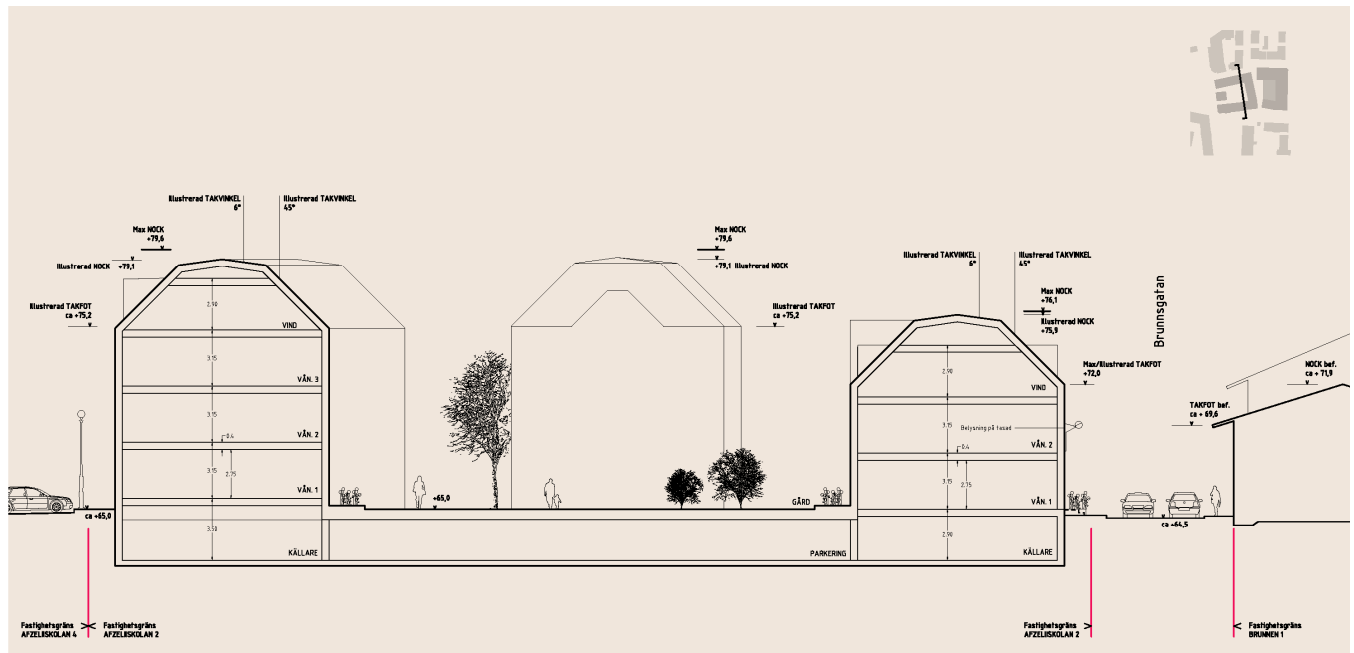 Illustrerad TAKVINKEL
6°
Illustrerad TAKVINKEL
45°
Max NOCK
+79,6
Illustrerad NOCK +79,1
Illustrerad TAKFOT
ca +75,2
2.90
VIND
3.15
VÅN. 3
3.15
VÅN. 2
0.4
3.15
2.75
VÅN. 1
3.50
KÄLLARE
ca +65,0
+65,0
Max NOCK
+79,6
+79,1 Illustrerad NOCK
Illustrerad TAKFOT
ca +75,2
GÅRD
PARKERING
Illustrerad TAKVINKEL
6°
Illustrerad TAKVINKEL
45°
Max NOCK
+76,1
Illustrerad NOCK
+75,9
Max/Illustrerad TAKFOT
+72,0
2.90
VIND
3.15
Belysning på fasad
VÅN. 2
0.4
3.15
2.75
VÅN. 1
2.90
KÄLLARE
Brunnsgatan
NOCK bef.
ca + 71,9
TAKFOT bef.
ca + 69,6
ca +64,5
Fastighetsgräns
AFZELIISKOLAN 4
Fastighetsgräns
AFZELIISKOLAN 2
Fastighetsgräns
AFZELIISKOLAN 2
Fastighetsgräns
BRUNNEN 1